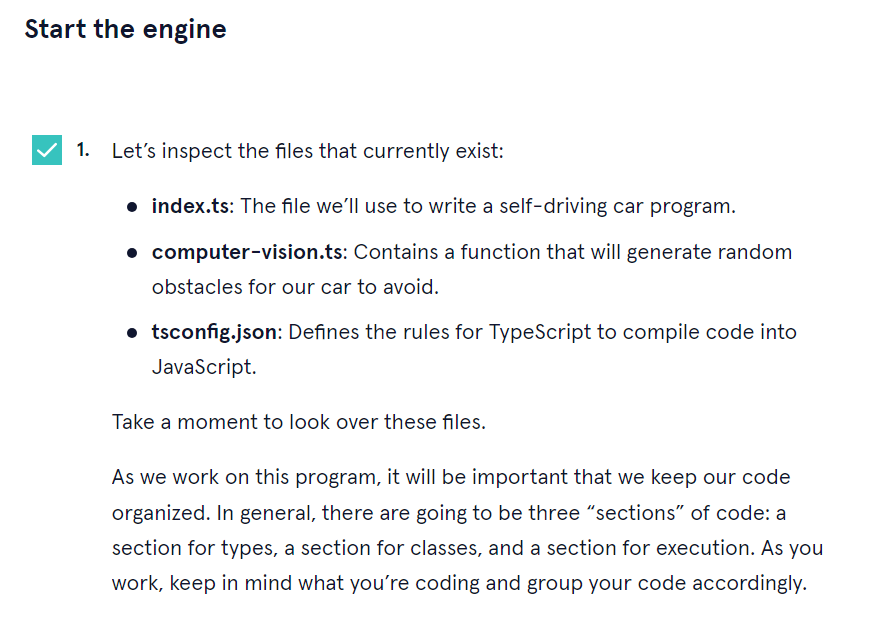 Start the engine
1. Let’s inspect the files that currently exist:
● index.ts: The file we’ll use to write a self-driving car program.
● computer-vision.ts: Contains a function that will generate random
obstacles for our car to avoid.
● tsconfig.json: Defines the rules for TypeScript to compile code into
JavaScript.
Take a moment to look over these files.
As we work on this program, it will be important that we keep our code
organized. In general, there are going to be three “sections” of code: a
section for types, a section for classes, and a section for execution. As you
work, keep in mind what you’re coding and group your code accordingly.